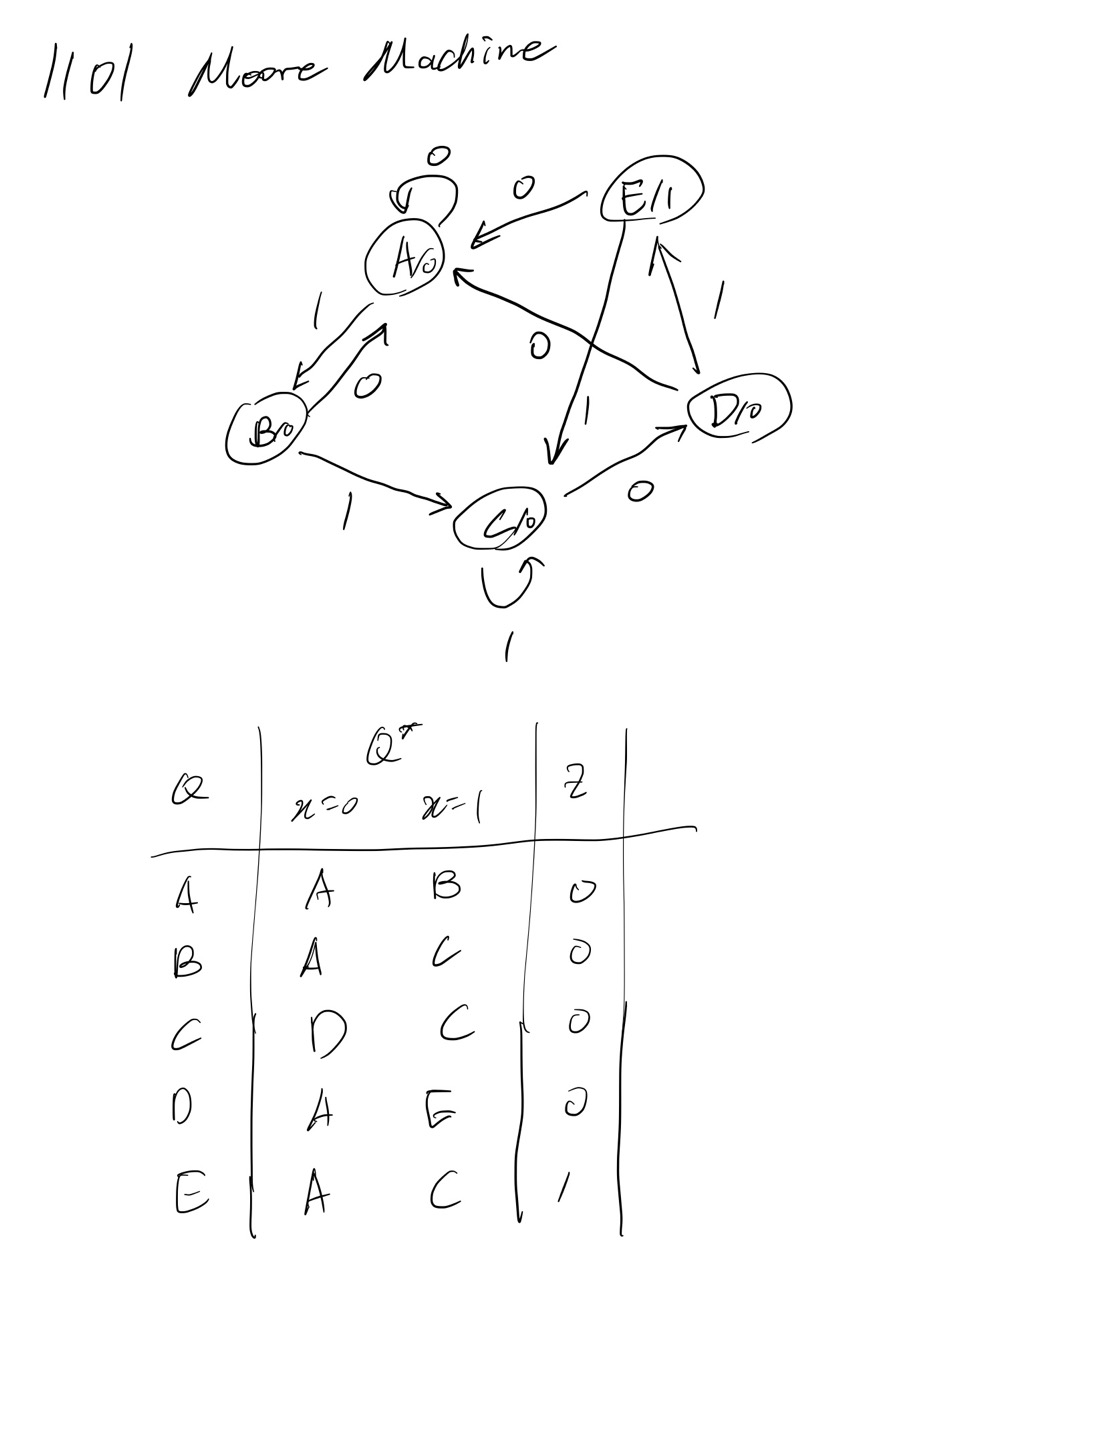 1101 Moore Machine
0
0
E/1
A/0
1
1
0
0
D/0
1
B/0
0
1
C/0
1
Q⁺
Q
Z
x=0 x=1
A A B 0
B A C 0
C D C 0
D A E 0
E A C 1